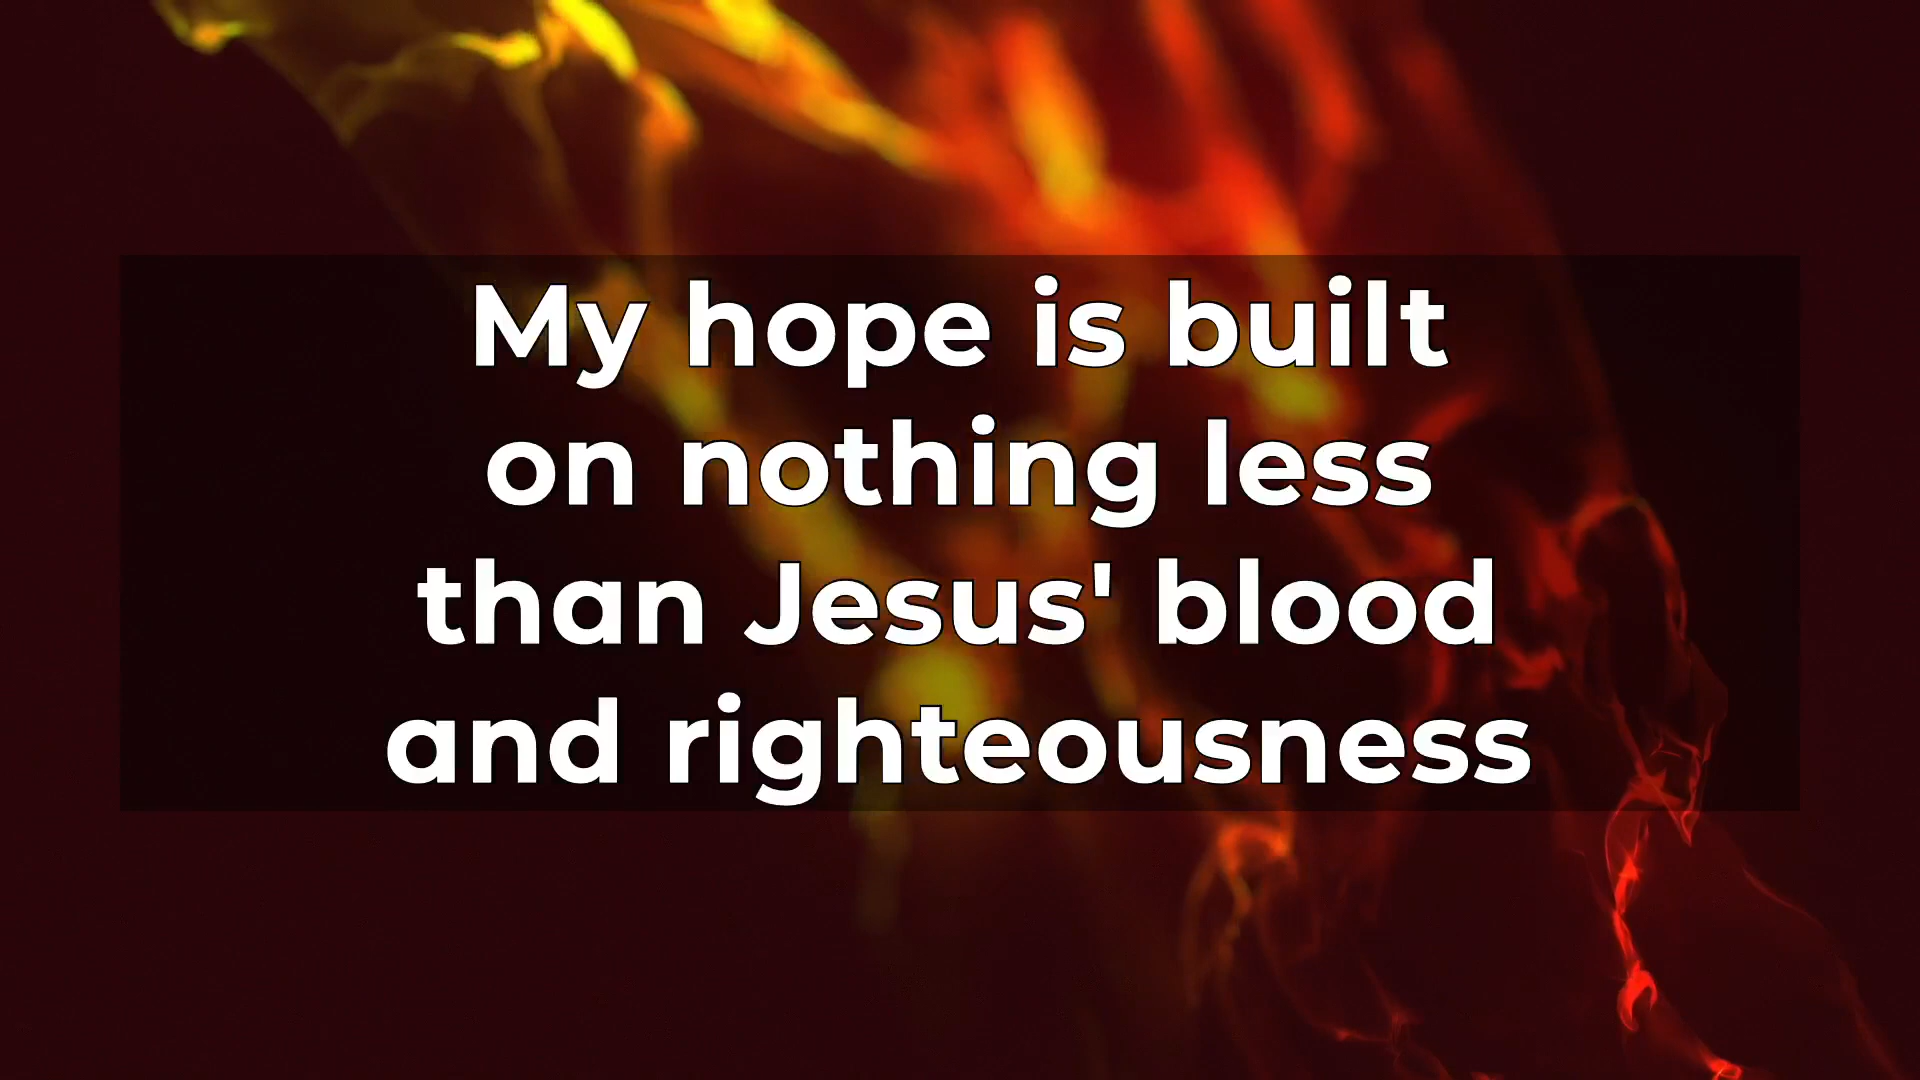 My hope is built
on nothing less
than Jesus' blood
and righteousness